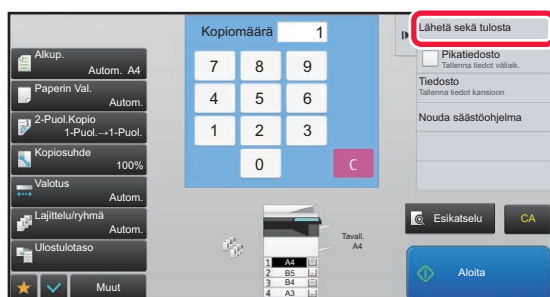 Alkup.
Autom. A4
Paperin Val.
Autom.
2-Puol.Kopio
1-Puol.→1-Puol.
Kopiosuhde
100%
Valotus
Autom.
Lajittelu/ryhmä
Autom.
Ulostulotaso
Muut
Kopiomäärä 1
7 8 9
4 5 6
1 2 3
0 C
Tavall.
A4
1 A4
2 B5
3 B4
4 A3
Lähetä sekä tulosta
Pikatiedosto
Tallenna tiedot väliaik.
Tiedosto
Tallenna tiedot kansioon
Nouda säästöohjelma
Esikatselu
CA
Aloita